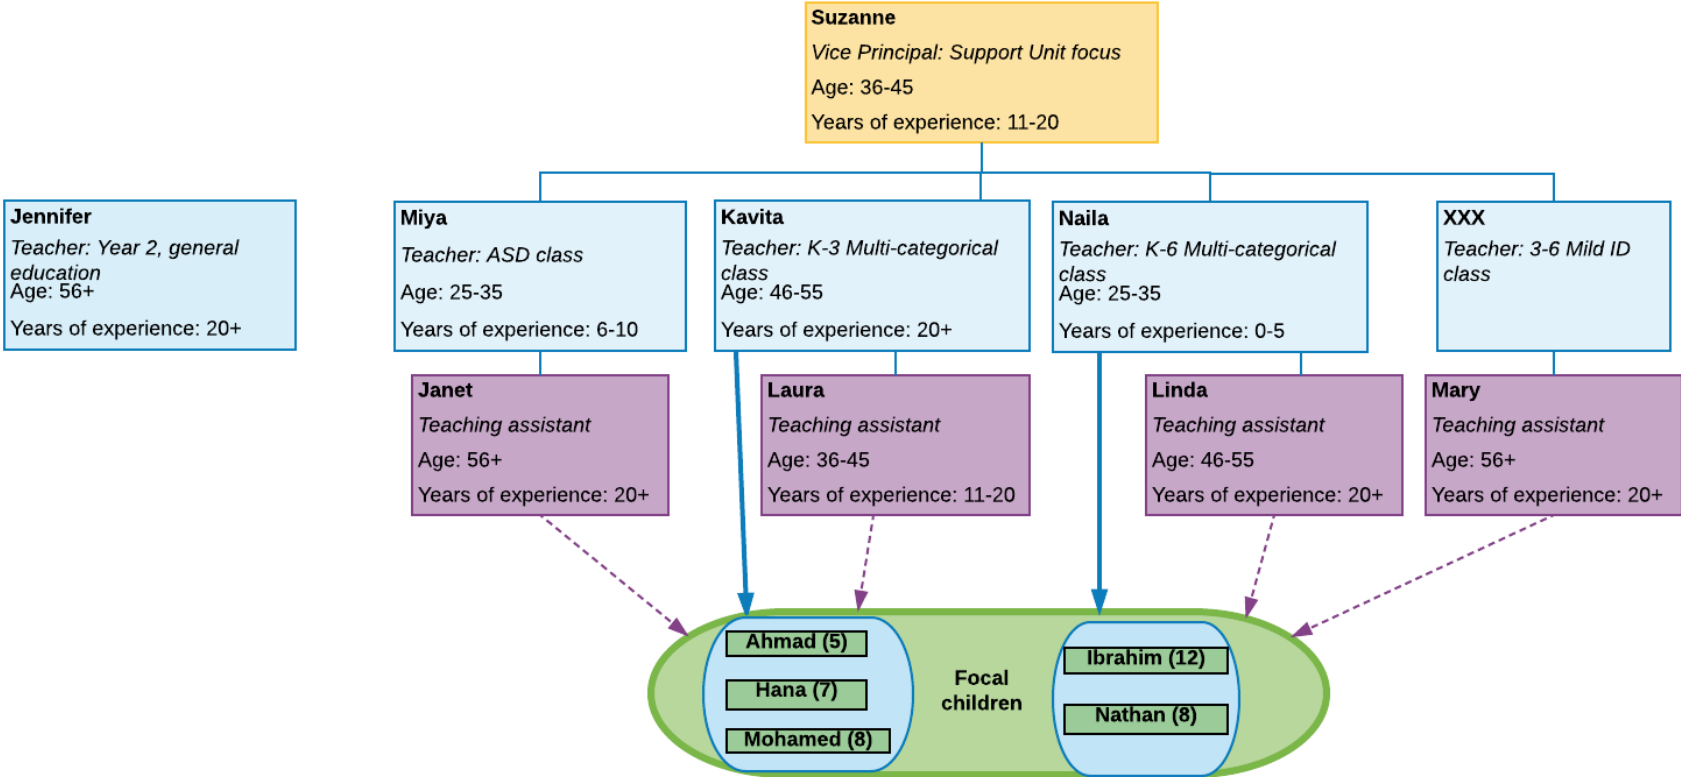 Suzanne
Vice Principal: Support Unit focus
Age: 36-45
Years of experience: 11-20
Jennifer
Teacher: Year 2, general
education
Age: 56+
Years of experience: 20+
Miya
Teacher: ASD class
Age: 25-35
Years of experience: 6-10
Kavita
Teacher: K-3 Multi-categorical
class
Age: 46-55
Years of experience: 20+
Naila
Teacher: K-6 Multi-categorical
class
Age: 25-35
Years of experience: 0-5
XXX
Teacher: 3-6 Mild ID
class
Janet
Teaching assistant
Age: 56+
Years of experience: 20+
Laura
Teaching assistant
Age: 36-45
Years of experience: 11-20
Linda
Teaching assistant
Age: 46-55
Years of experience: 20+
Mary
Teaching assistant
Age: 56+
Years of experience: 20+
Ahmad (5)
Hana (7)
Mohamed (8)
Focal
children
Ibrahim (12)
Nathan (8)